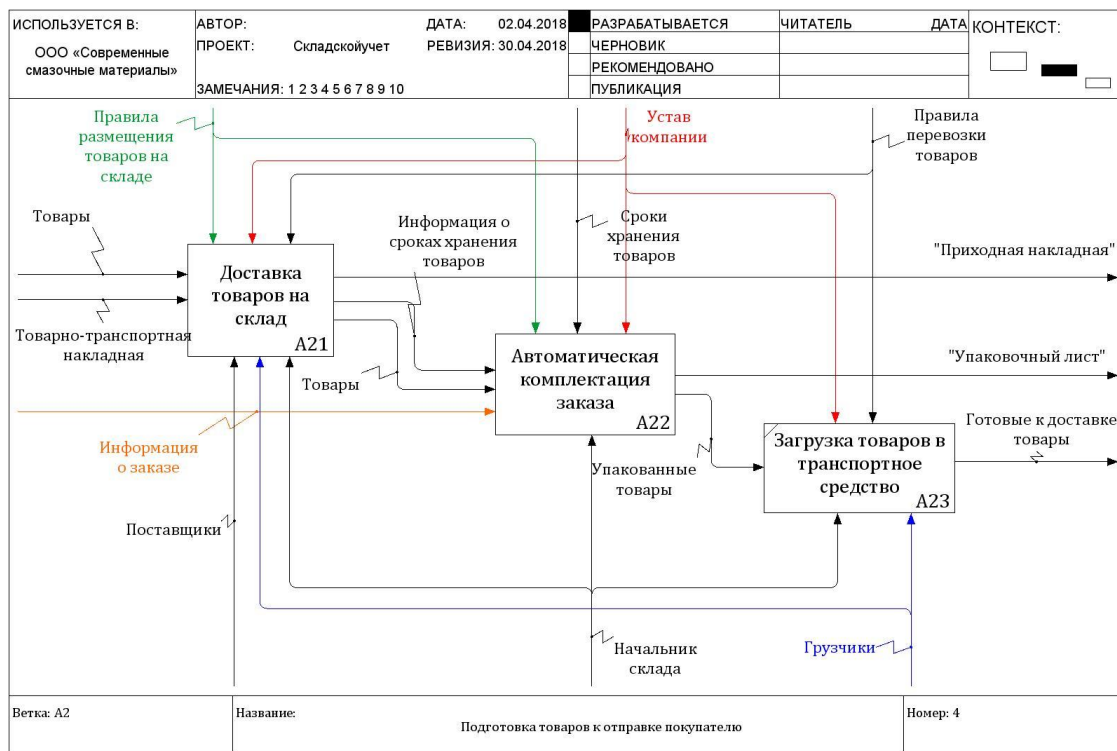 ИСПОЛЬЗУЕТСЯ В:
ООО «Современные
смазочные материалы»
АВТОР:
ДАТА: 02.04.2018
ПРОЕКТ: Складскойучет
РЕВИЗИЯ: 30.04.2018
ЗАМЕЧАНИЯ: 1 2 3 4 5 6 7 8 9 10
РАЗРАБАТЫВАЕТСЯ
ЧЕРНОВИК
РЕКОМЕНДОВАНО
ПУБЛИКАЦИЯ
ЧИТАТЕЛЬ
ДАТА
КОНТЕКСТ:
Правила
размещения
товаров на
складе
Устав
компании
Правила
перевозки
товаров
Товары
Информация о
сроках хранения
товаров
Сроки
хранения
товаров
"Приходная накладная"
Доставка
товаров на
склад
A21
Товарно-транспортная
накладная
Товары
Автоматическая
комплектация
заказа
A22
"Упаковочный лист"
Информация
о заказе
Упакованные
товары
Загрузка товаров в
транспортное
средство
A23
Готовые к доставке
товары
Поставщики
Начальник
склада
Грузчики
Ветка: A2
Название:
Подготовка товаров к отправке покупателю
Номер: 4